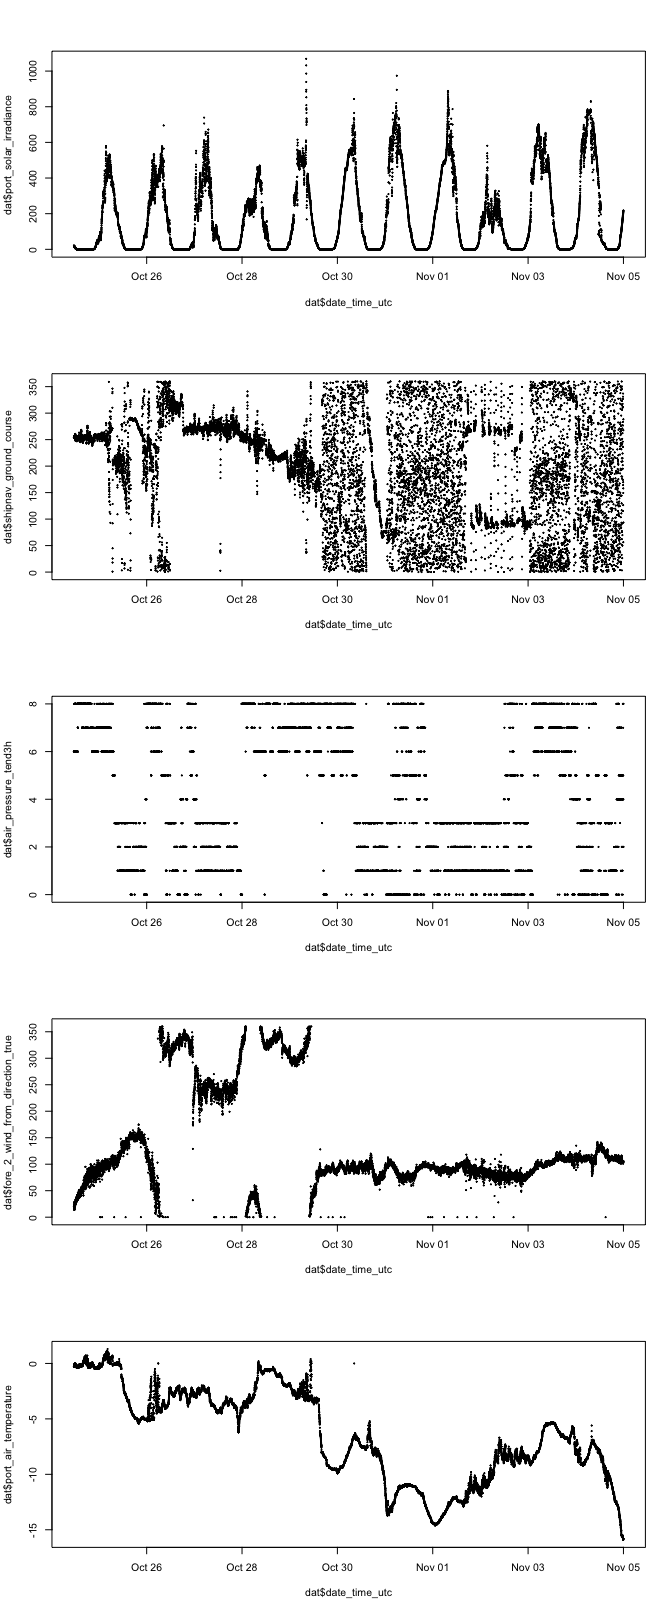 dat$port_solar_irradiance
0 200 400 600 800 1000
Oct 26 Oct 28 Oct 30 Nov 01 Nov 03 Nov 05
dat$date_time_utc
dat$shipnav_ground_course
0 50 100 150 200 250 300 350
Oct 26 Oct 28 Oct 30 Nov 01 Nov 03 Nov 05
dat$date_time_utc
dat$air_pressure_tend3h
0 2 4 6 8
Oct 26 Oct 28 Oct 30 Nov 01 Nov 03 Nov 05
dat$date_time_utc
dat$fore_2_wind_from_direction_true
0 50 100 150 200 250 300 350
Oct 26 Oct 28 Oct 30 Nov 01 Nov 03 Nov 05
dat$date_time_utc
dat$port_air_temperature
-15 -10 -5 0
Oct 26 Oct 28 Oct 30 Nov 01 Nov 03 Nov 05
dat$date_time_utc